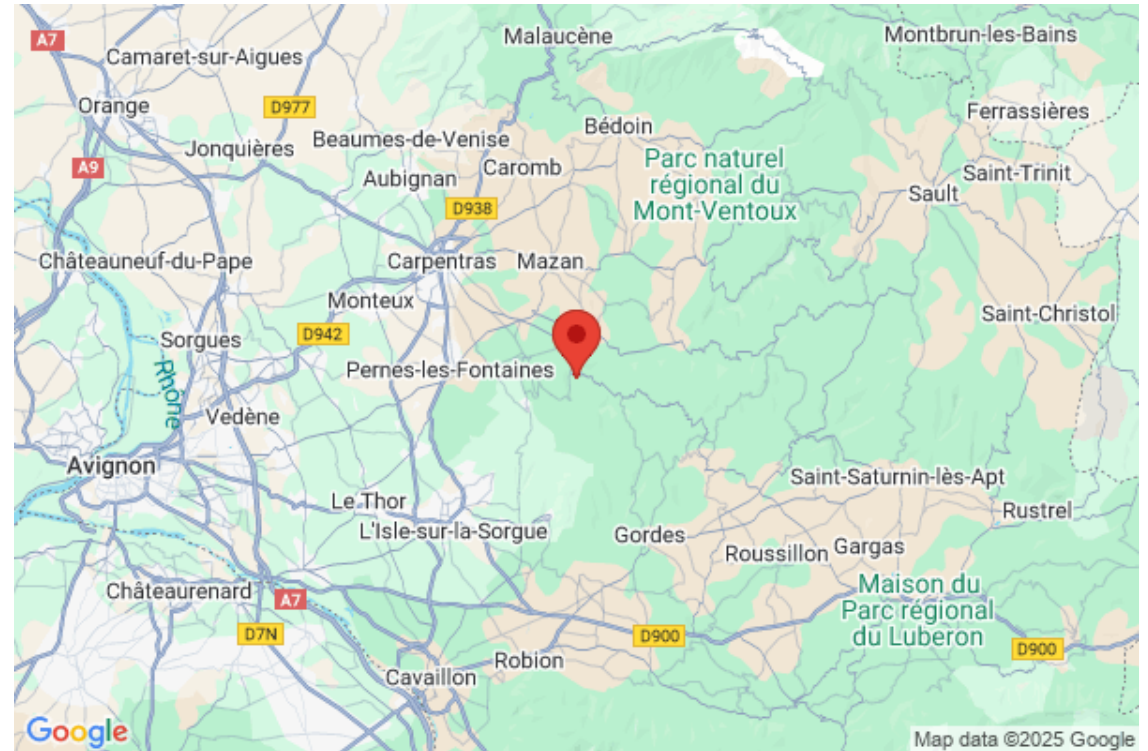 A7
Malaucène
Montbrun-les-Bains
Camaret-sur-Aigues
Orange
D977
Ferrassières
Jonquières
Beaumes-de-Venise
Bédoin
A9
Caromb
Parc naturel
régional du
Mont-Ventoux
Saint-Trinit
Aubignan
Sault
D938
Châteauneuf-du-Pape
Carpentras
Mazan
Monteux
Saint-Christol
Sorgues
D942
Pernes-les-Fontaines
Rhône
Vedène
Avignon
Saint-Saturnin-lès-Apt
Le Thor
Rustrel
L'Isle-sur-la-Sorgue
Gordes
Roussillon
Gargas
Châteaurenard
A7
Maison du
Parc régional
du Luberon
D7N
D900
D900
Robion
Cavaillon
Google
Map data ©2025 Google